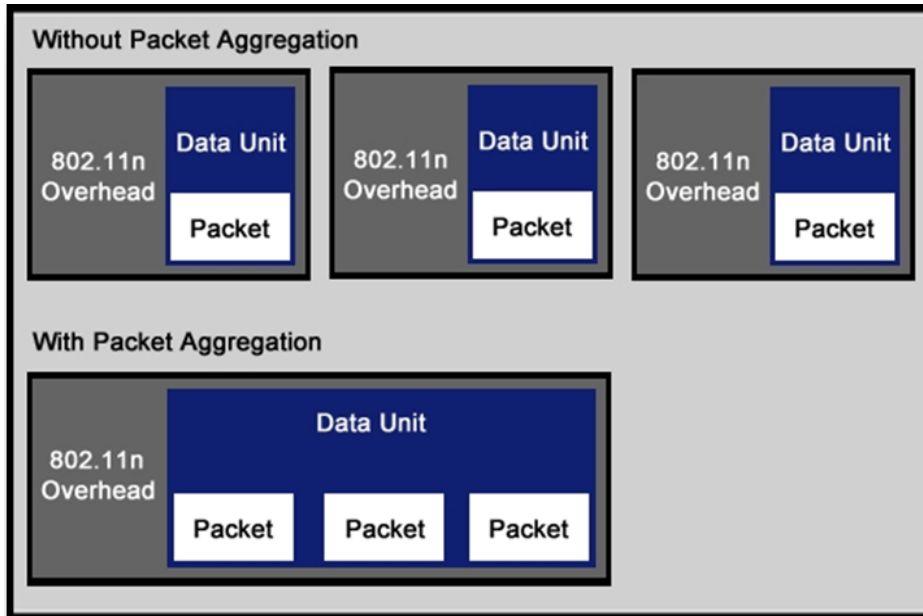 Without Packet Aggregation
802.11n
Overhead
Data Unit
Packet
802.11n
Overhead
Data Unit
Packet
802.11n
Overhead
Data Unit
Packet
With Packet Aggregation
802.11n
Overhead
Data Unit
Packet
Packet
Packet